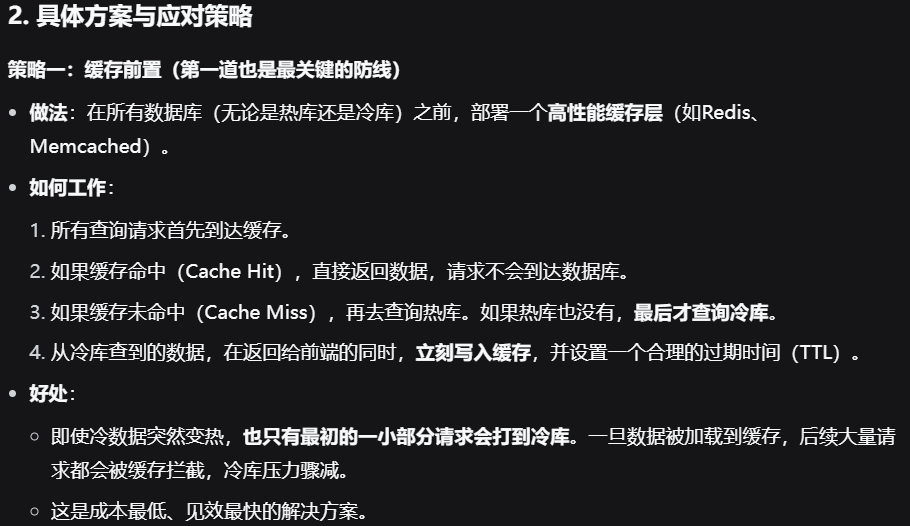 2. 具体方案与应对策略
策略一：缓存前置（第一道也是最关键的防线）
• 做法：在所有数据库（无论是热库还是冷库）之前，部署一个高性能缓存层（如Redis、
Memcached）。
• 如何工作：
1. 所有查询请求首先到达缓存。
2. 如果缓存命中（Cache Hit），直接返回数据，请求不会到达数据库。
3. 如果缓存未命中（Cache Miss），再去查询热库。如果热库也没有，最后才查询冷库。
4. 从冷库查到的数据，在返回给前端的同时，立刻写入缓存，并设置一个合理的过期时间（TTL）。
• 好处：
○ 即使冷数据突然变热，也只有最初的一小部分请求会打到冷库。一旦数据被加载到缓存，后续大量请
求都会被缓存拦截，冷库压力骤减。
○ 这是成本最低、见效最快的解决方案。